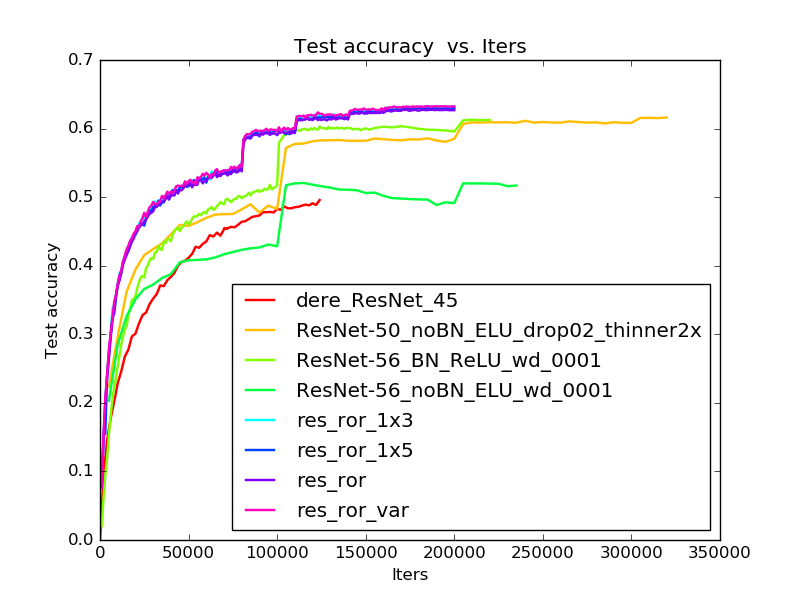 Test accuracy  vs. Iters
0.7
0.6
0.5
0.4
0.3
0.2
0.1
0.0
Test accuracy
dere_ResNet_45
ResNet-50_noBN_ELU_drop02_thinner2x
ResNet-56_BN_ReLU_wd_0001
ResNet-56_noBN_ELU_wd_0001
res_ror_1x3
res_ror_1x5
res_ror
res_ror_var
0 50000 100000 150000 200000 250000 300000 350000
Iters